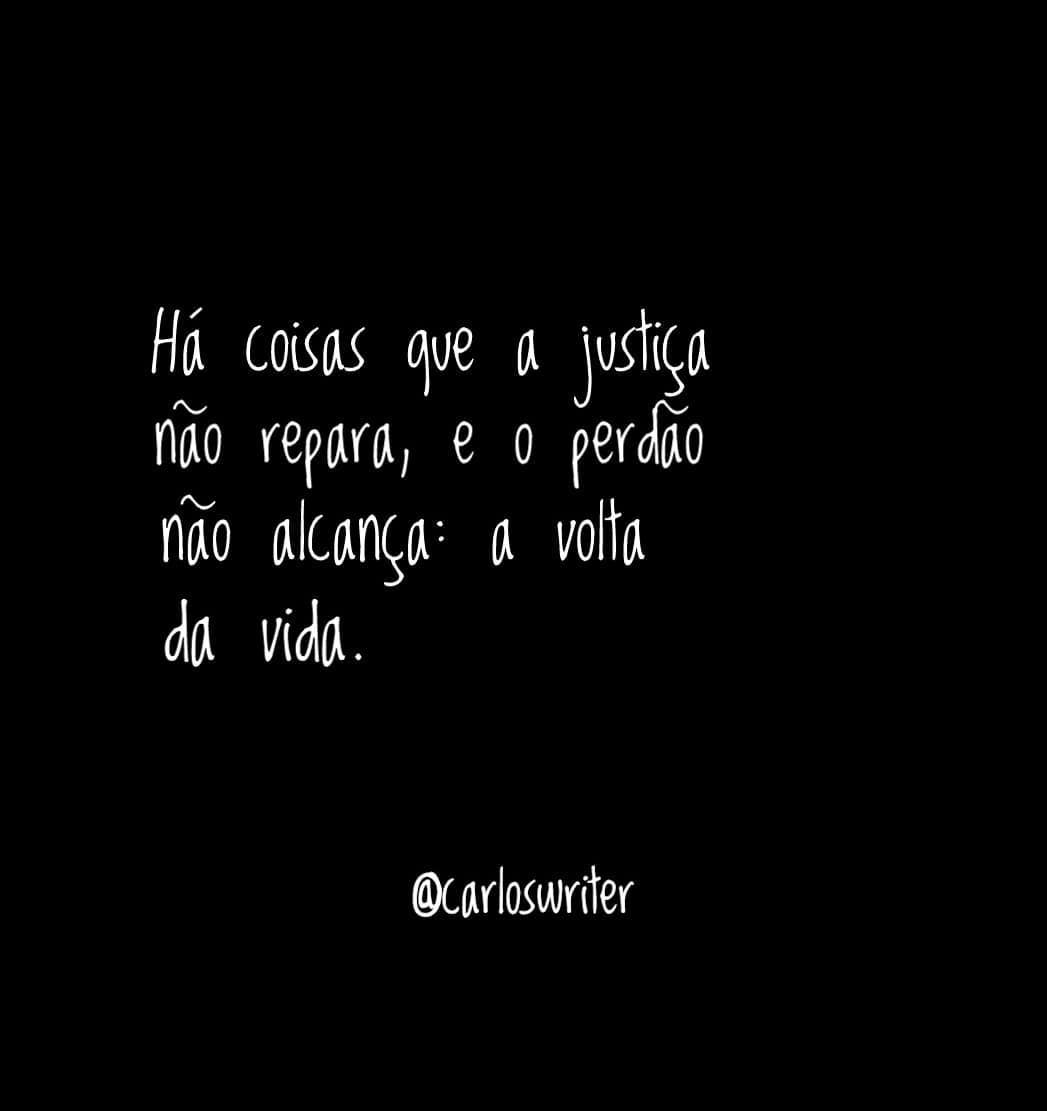 Há coisas que a justiça
não repara, e o perdão
não alcança: a volta
da vida.
@carloswriter